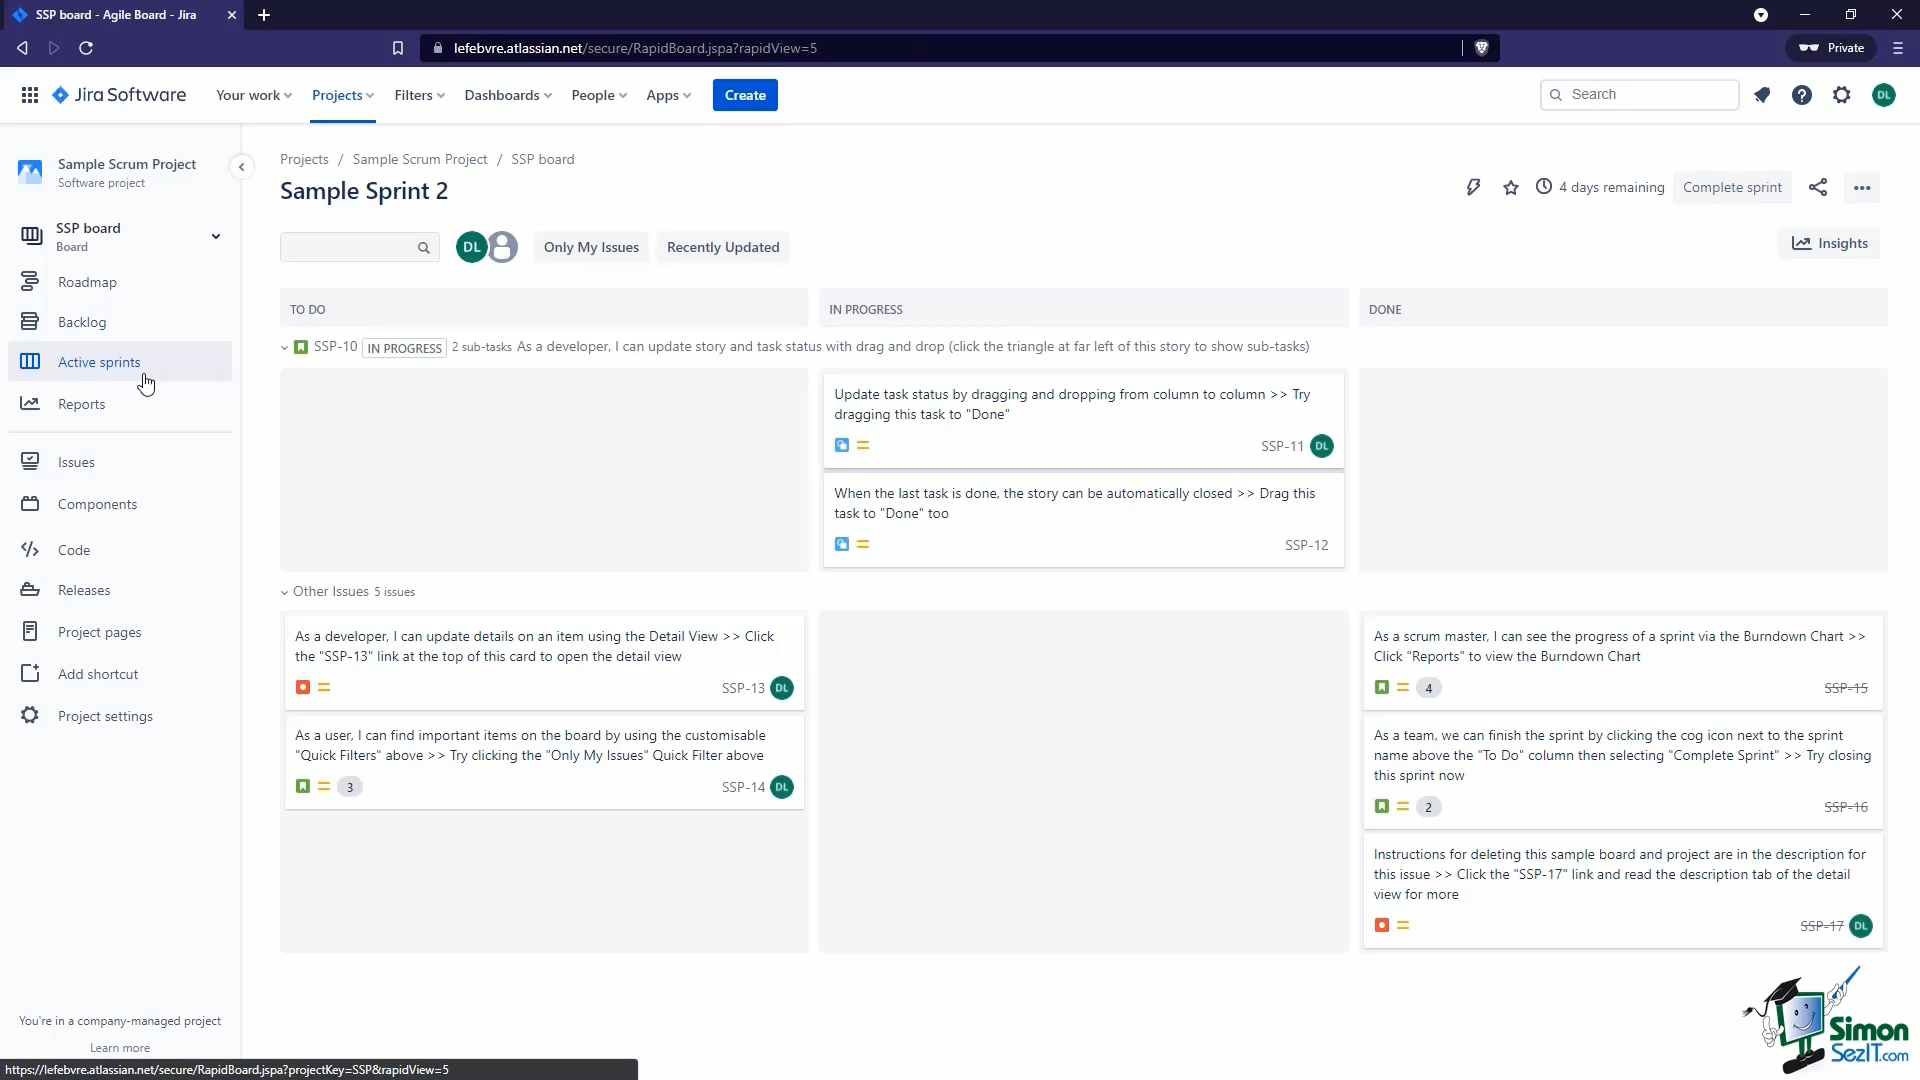 SSP board - Agile Board - Jira
lefebvre.atlassian.net/secure/RapidBoard.jspa?rapidView=5
Private
Jira Software
Your work
Projects
Filters
Dashboards
People
Apps
Create
Search
DL
Sample Scrum Project
Software project
SSP board
Board
Roadmap
Backlog
Active sprints
Reports
Issues
Components
Code
Releases
Project pages
Add shortcut
Project settings
You're in a company-managed project
Learn more
Projects / Sample Scrum Project / SSP board
Sample Sprint 2
4 days remaining
Complete sprint
DL
Only My Issues
Recently Updated
Insights
TO DO
IN PROGRESS
DONE
SSP-10 IN PROGRESS 2 sub-tasks As a developer, I can update story and task status with drag and drop (click the triangle at far left of this story to show sub-tasks)
Update task status by dragging and dropping from column to column >> Try
dragging this task to "Done"
SSP-11 DL
When the last task is done, the story can be automatically closed >> Drag this
task to "Done" too
SSP-12
Other Issues 5 issues
As a developer, I can update details on an item using the Detail View >> Click
the "SSP-13" link at the top of this card to open the detail view
SSP-13 DL
As a user, I can find important items on the board by using the customisable
"Quick Filters" above >> Try clicking the "Only My Issues" Quick Filter above
3 SSP-14 DL
As a scrum master, I can see the progress of a sprint via the Burndown Chart >>
Click "Reports" to view the Burndown Chart
4 SSP-15
As a team, we can finish the sprint by clicking the cog icon next to the sprint
name above the "To Do" column then selecting "Complete Sprint" >> Try closing
this sprint now
2 SSP-16
Instructions for deleting this sample board and project are in the description for
this issue >> Click the "SSP-17" link and read the description tab of the detail
view for more
SSP-17 DL
https://lefebvre.atlassian.net/secure/RapidBoard.jspa?projectKey=SSP&rapidView=5
Simon
SezIT.com